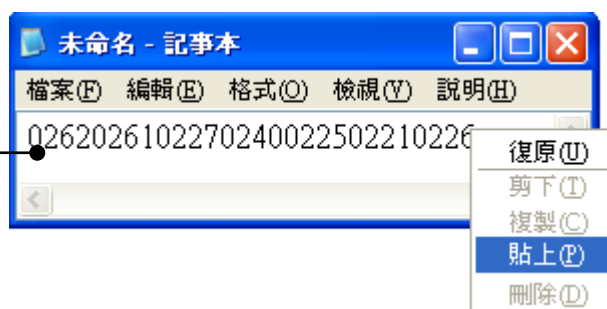 未命名 - 記事本
檔案(F) 編輯(E) 格式(O) 檢視(V) 說明(H)
0262026102270240022502210226
復原(U)
剪下(T)
複製(C)
貼上(P)
刪除(D)